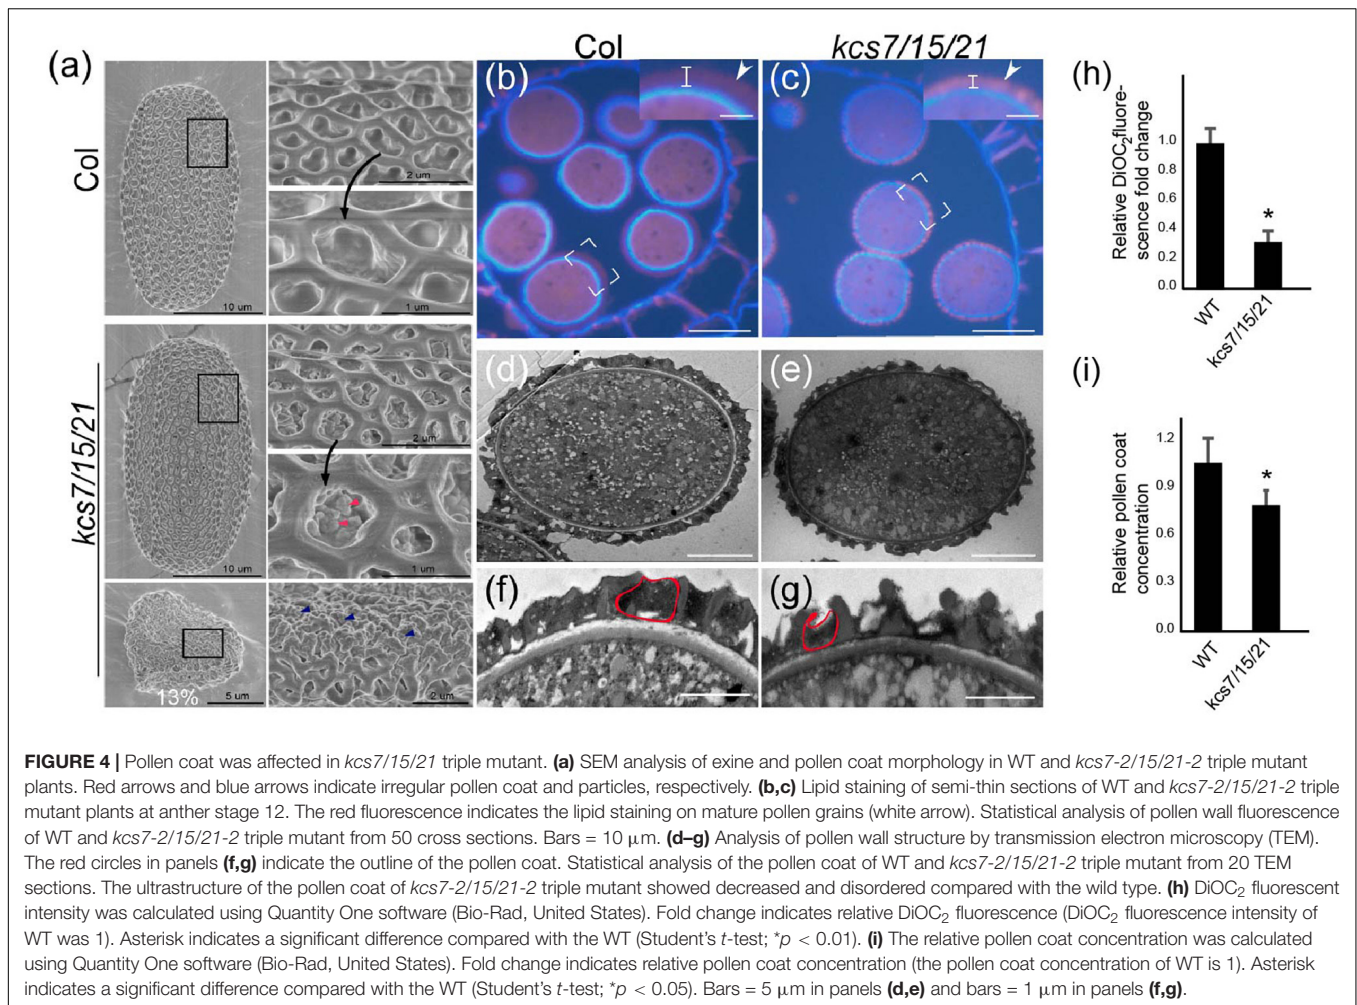 Col
kcs7/15/21
(a)
(b)
(c)
(h)
Col
2 um
10 um
1 um
Relative DiOC2fluore-
scence fold change
1.0
0.8
0.6
0.4
0.2
0.0
*
WT
kcs7/15/21
kcs7/15/21
2 um
10 um
1 um
13%
5 um
2 um
(d)
(e)
(f)
(g)
(i)
Relative pollen coat
concentration
1.2
0.9
0.6
0.3
0.0
*
WT
kcs7/15/21
FIGURE 4 | Pollen coat was affected in kcs7/15/21 triple mutant. (a) SEM analysis of exine and pollen coat morphology in WT and kcs7-2/15/21-2 triple mutant
plants. Red arrows and blue arrows indicate irregular pollen coat and particles, respectively. (b,c) Lipid staining of semi-thin sections of WT and kcs7-2/15/21-2 triple
mutant plants at anther stage 12. The red fluorescence indicates the lipid staining on mature pollen grains (white arrow). Statistical analysis of pollen wall fluorescence
of WT and kcs7-2/15/21-2 triple mutant from 50 cross sections. Bars = 10 μm. (d–g) Analysis of pollen wall structure by transmission electron microscopy (TEM).
The red circles in panels (f,g) indicate the outline of the pollen coat. Statistical analysis of the pollen coat of WT and kcs7-2/15/21-2 triple mutant from 20 TEM
sections. The ultrastructure of the pollen coat of kcs7-2/15/21-2 triple mutant showed decreased and disordered compared with the wild type. (h) DiOC2 fluorescent
intensity was calculated using Quantity One software (Bio-Rad, United States). Fold change indicates relative DiOC2 fluorescence (DiOC2 fluorescence intensity of
WT was 1). Asterisk indicates a significant difference compared with the WT (Student's t-test; *p < 0.01). (i) The relative pollen coat concentration was calculated
using Quantity One software (Bio-Rad, United States). Fold change indicates relative pollen coat concentration (the pollen coat concentration of WT is 1). Asterisk
indicates a significant difference compared with the WT (Student's t-test; *p < 0.05). Bars = 5 μm in panels (d,e) and bars = 1 μm in panels (f,g).